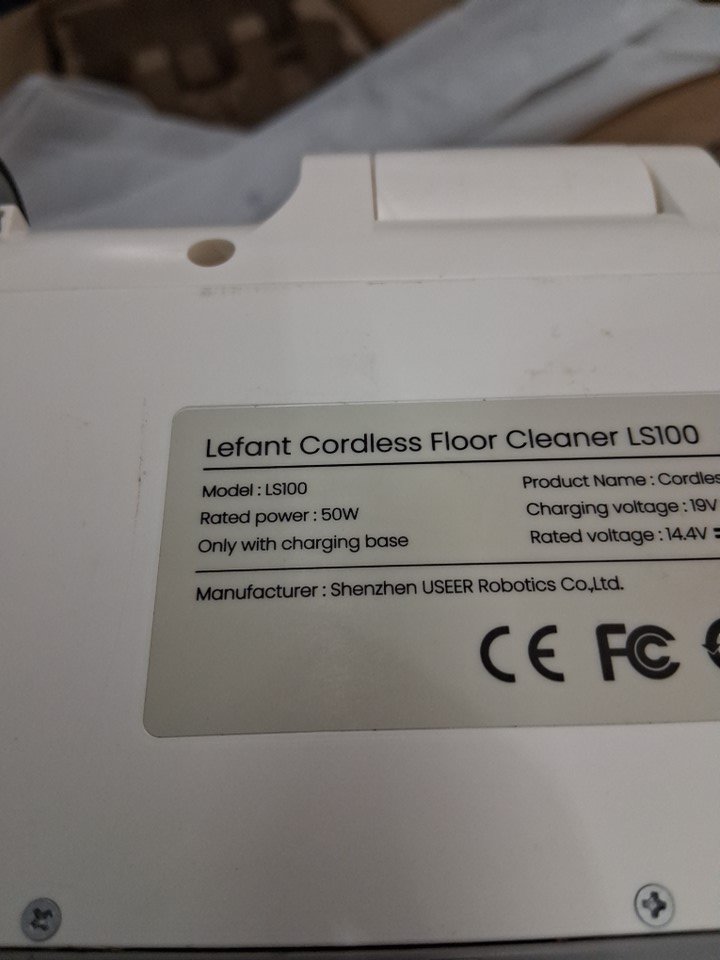 Lefant Cordless Floor Cleaner LS100
Model : LS100
Rated power : 50W
Only with charging base
Product Name : Cordles
Charging voltage : 19V
Rated voltage : 14.4V
Manufacturer : Shenzhen USEER Robotics Co.,Ltd.
CE FC